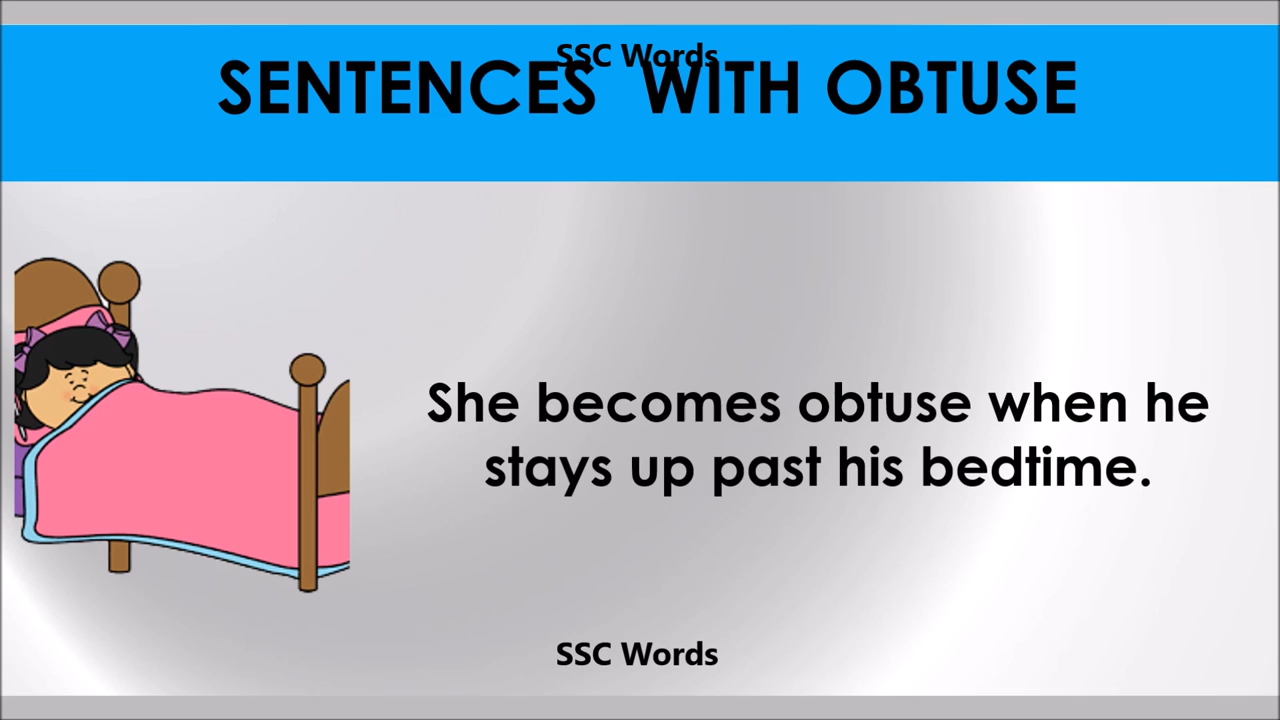 SSC Words
SENTENCES WITH OBTUSE
She becomes obtuse when he
stays up past his bedtime.
SSC Words